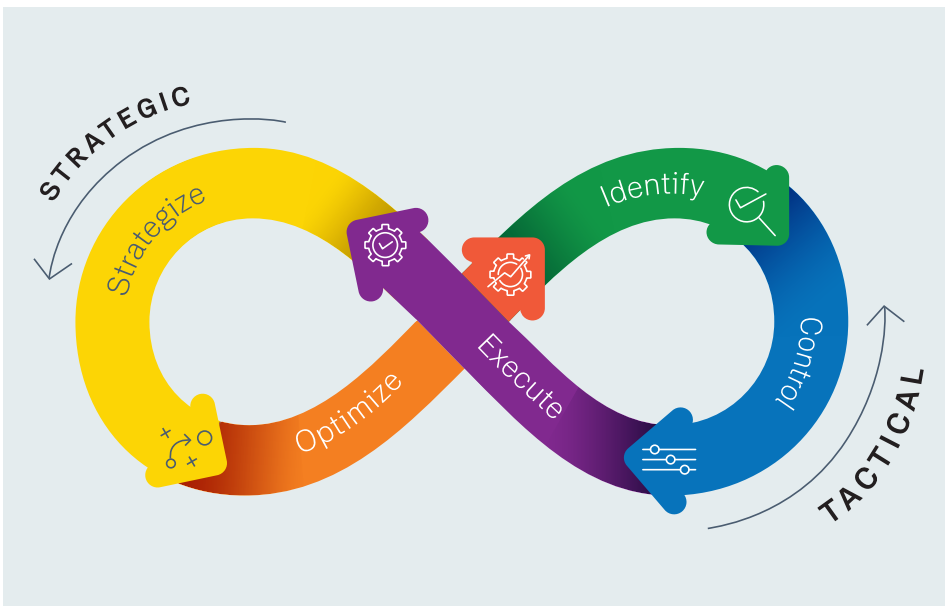 STRATEGIC
Strategize
Optimize
Execute
Identify
Control
TACTICAL